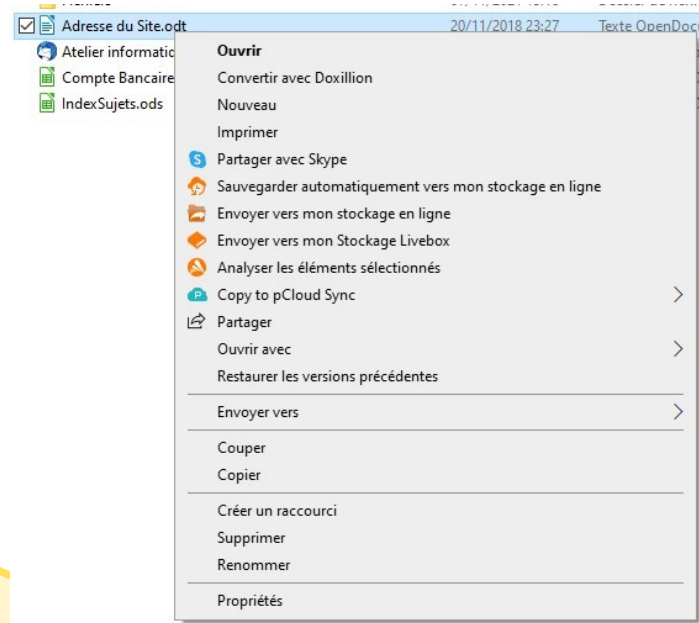 Adresse du Site.odt 20/11/2018 23:27 Texte OpenDoc
Atelier informatic
Compte Bancaire
IndexSujets.ods
Ouvrir
Convertir avec Doxillion
Nouveau
Imprimer
Partager avec Skype
Sauvegarder automatiquement vers mon stockage en ligne
Envoyer vers mon stockage en ligne
Envoyer vers mon Stockage Livebox
Analyser les éléments sélectionnés
Copy to pCloud Sync
Partager
Ouvrir avec
Restaurer les versions précédentes
Envoyer vers
Couper
Copier
Créer un raccourci
Supprimer
Renommer
Propriétés